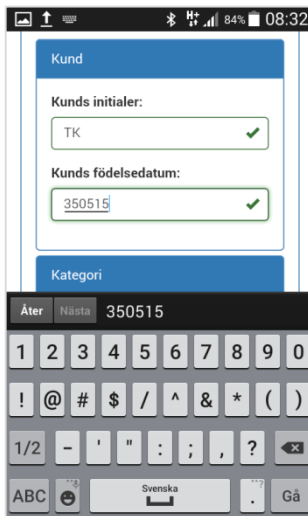 H+ 84% 08:32
Kund
Kunds initialer:
TK
Kunds födelsedatum:
350515
Kategori
Åter Nästa 350515
1 2 3 4 5 6 7 8 9 0
! @ # $ / ^ & * ( )
1/2 - ' " : ; , ? 
ABC Svenska . Gå